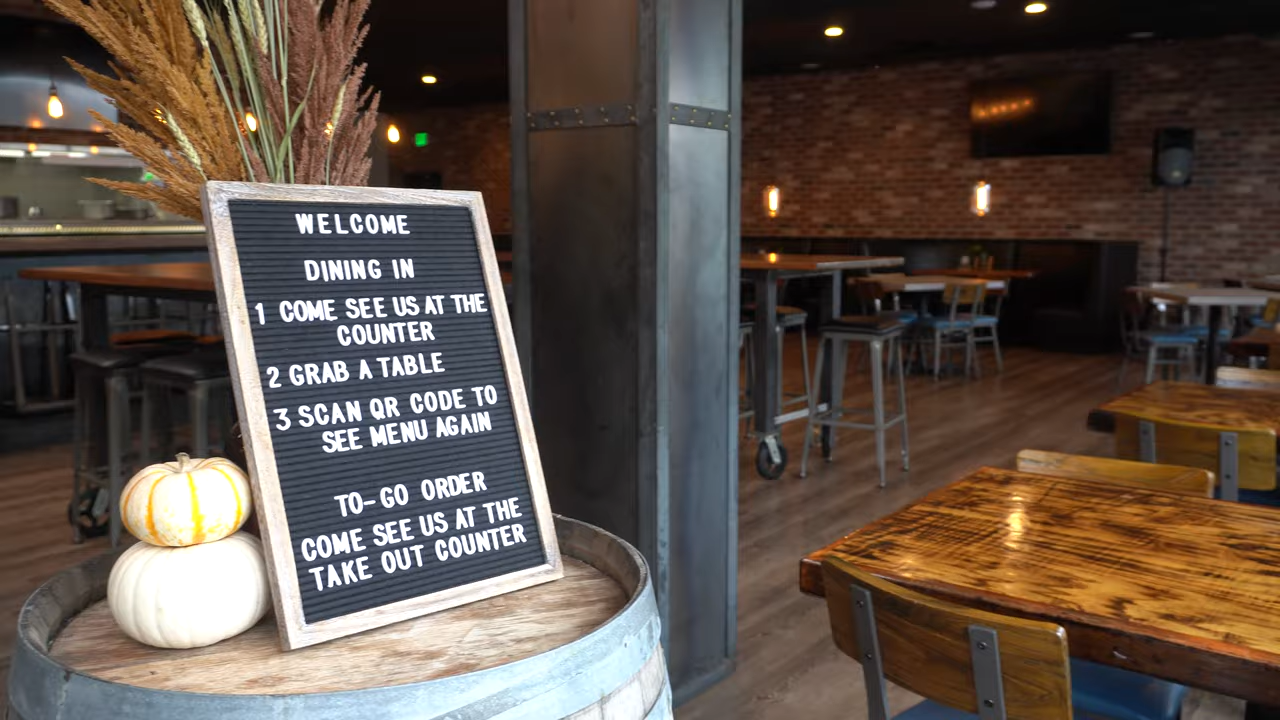 WELCOME
DINING IN
1 COME SEE US AT THE
COUNTER
2 GRAB A TABLE
3 SCAN QR CODE TO
SEE MENU AGAIN
TO-GO ORDER
COME SEE US AT THE
TAKE OUT COUNTER